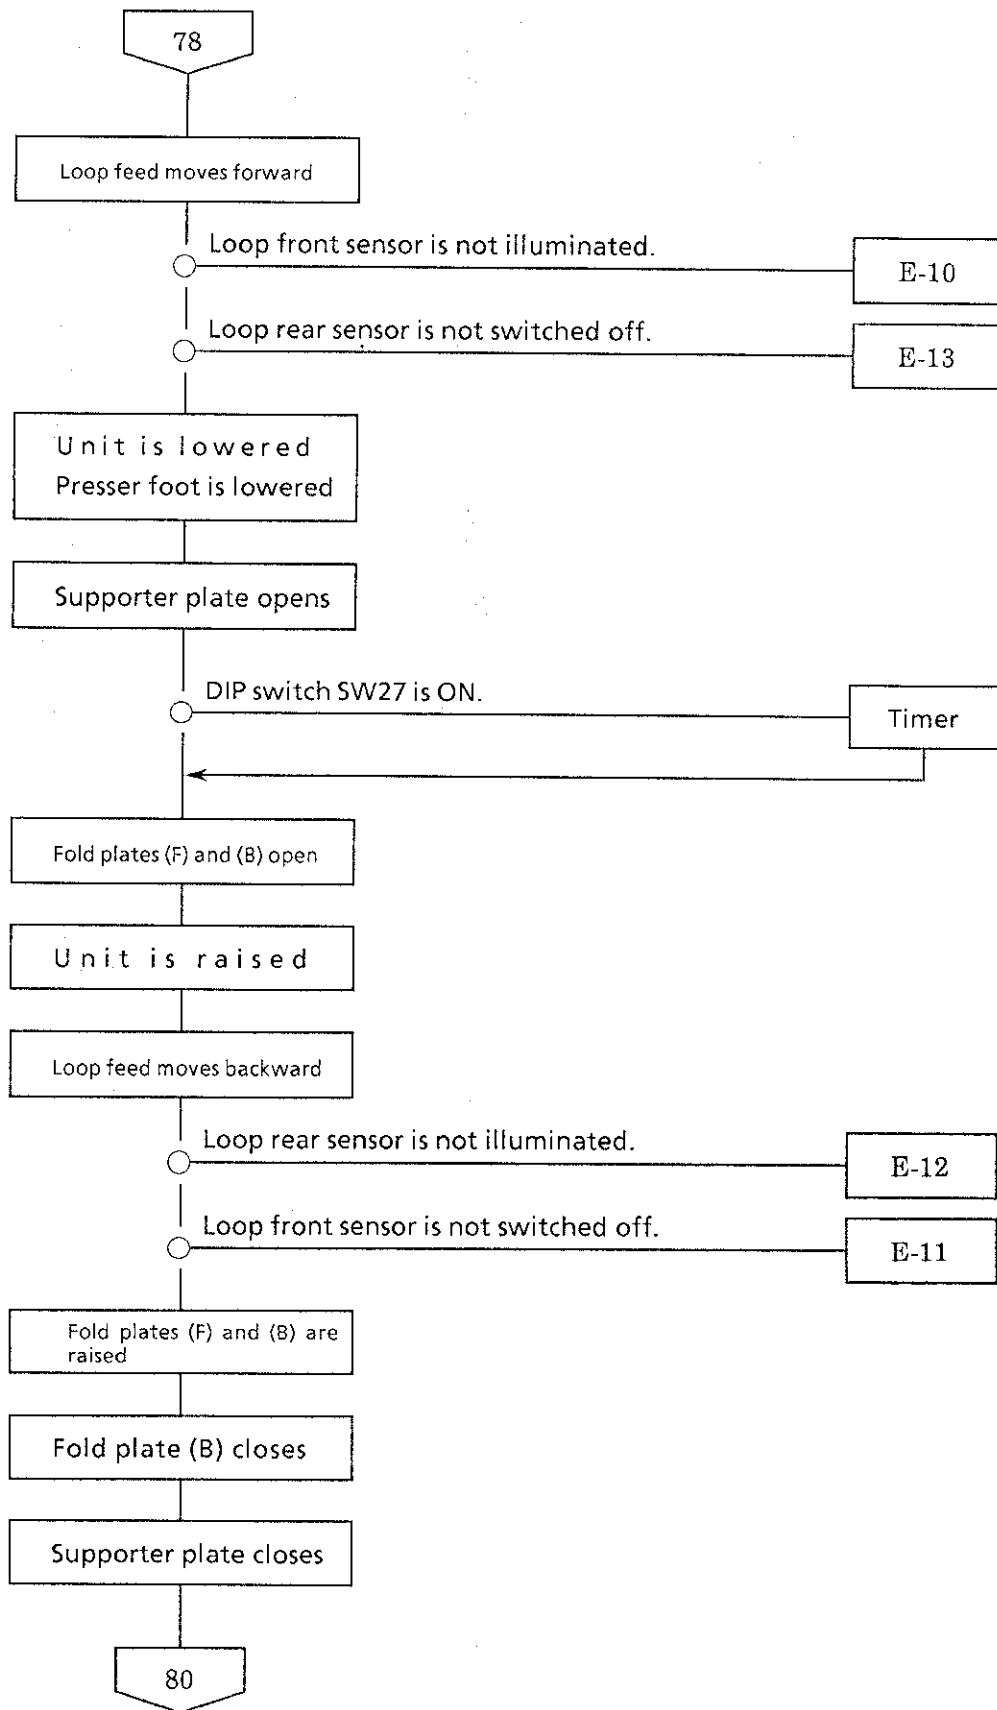 78
Loop feed moves forward
Loop front sensor is not illuminated.
E-10
Loop rear sensor is not switched off.
E-13
Unit is lowered
Presser foot is lowered
Supporter plate opens
DIP switch SW27 is ON.
Timer
Fold plates (F) and (B) open
Unit is raised
Loop feed moves backward
Loop rear sensor is not illuminated.
E-12
Loop front sensor is not switched off.
E-11
Fold plates (F) and (B) are
raised
Fold plate (B) closes
Supporter plate closes
80